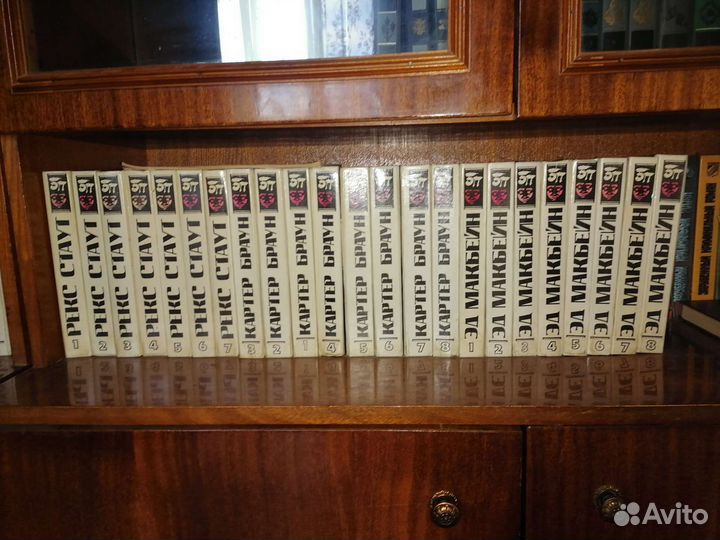 РЕКС СТАУТ 1
РЕКС СТАУТ 2
РЕКС СТАУТ 3
РЕКС СТАУТ 4
РЕКС СТАУТ 5
РЕКС СТАУТ 6
РЕКС СТАУТ 7
КАРТЕР БРАУН 3
КАРТЕР БРАУН 2
КАРТЕР БРАУН 1
КАРТЕР БРАУН 4
КАРТЕР БРАУН 5
КАРТЕР БРАУН 6
КАРТЕР БРАУН 7
КАРТЕР БРАУН 8
ЭД МАКБЕЙН 1
ЭД МАКБЕЙН 2
ЭД МАКБЕЙН 3
ЭД МАКБЕЙН 4
ЭД МАКБЕЙН 5
ЭД МАКБЕЙН 6
ЭД МАКБЕЙН 7
ЭД МАКБЕЙН 8
Avito